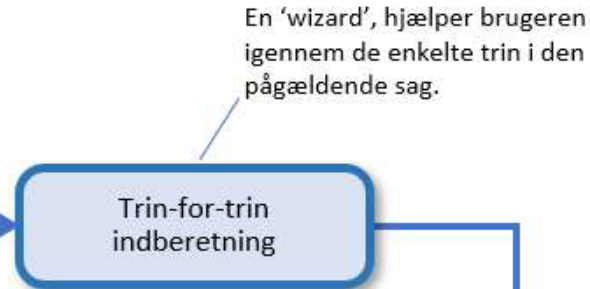 En ‘wizard’, hjælper brugeren
igennem de enkelte trin i den
pågældende sag.
Trin-for-trin
indberetning